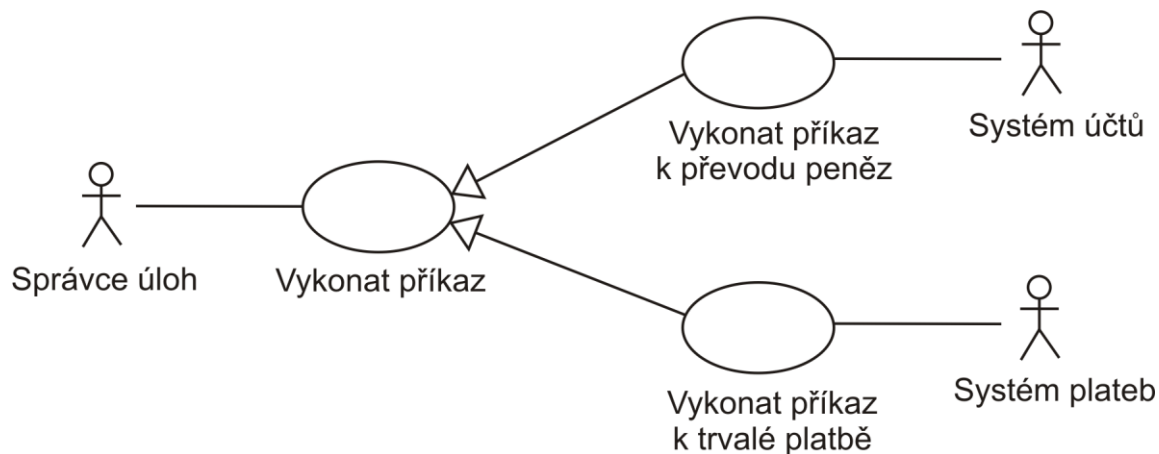 Vykonat příkaz
k převodu peněz
Systém účtů
Správce úloh
Vykonat příkaz
Vykonat příkaz
k trvalé platbě
Systém plateb